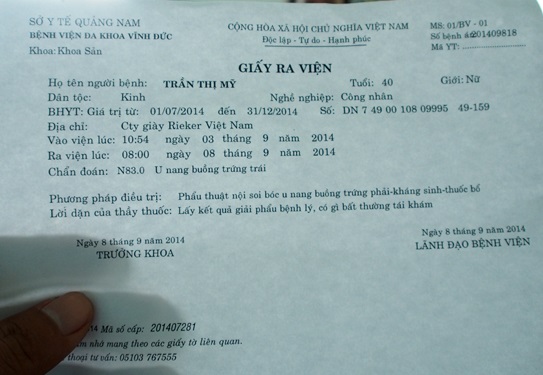 SỞ Y TẾ QUẢNG NAM
BỆNH VIỆN ĐA KHOA VĨNH ĐỨC
Khoa: Khoa Sản
CỘNG HÒA XÃ HỘI CHỦ NGHĨA VIỆT NAM
Độc lập - Tự do - Hạnh phúc
MS: 01/BV - 01
Số bệnh án: 201409818
Mã YT:
GIẤY RA VIỆN
Họ tên người bệnh: TRẦN THỊ MỸ Tuổi: 40 Giới: Nữ
Dân tộc: Kinh Nghề nghiệp: Công nhân
BHYT: Giá trị từ: 01/07/2014 đến 31/12/2014 Số: DN 7 49 00 108 09995 49-159
Địa chỉ: Cty giày Rieker Việt Nam
Vào viện lúc: 10:54 ngày 03 tháng 9 năm 2014
Ra viện lúc: 08:00 ngày 08 tháng 9 năm 2014
Chẩn đoán: N83.0 U nang buồng trứng trái
Phương pháp điều trị: Phẩu thuật nội soi bóc u nang buồng trứng phải-kháng sinh-thuốc bổ
Lời dặn của thầy thuốc: Lấy kết quả giải phẩu bệnh lý, có gì bất thường tái khám
Ngày 8 tháng 9 năm 2014
TRƯỞNG KHOA
Ngày 8 tháng 9 năm 2014
LÃNH ĐẠO BỆNH VIỆN
14 Mã số cấp: 201407281
nhà mang theo các giấy tờ liên quan.
thoại tư vấn: 05103 767555